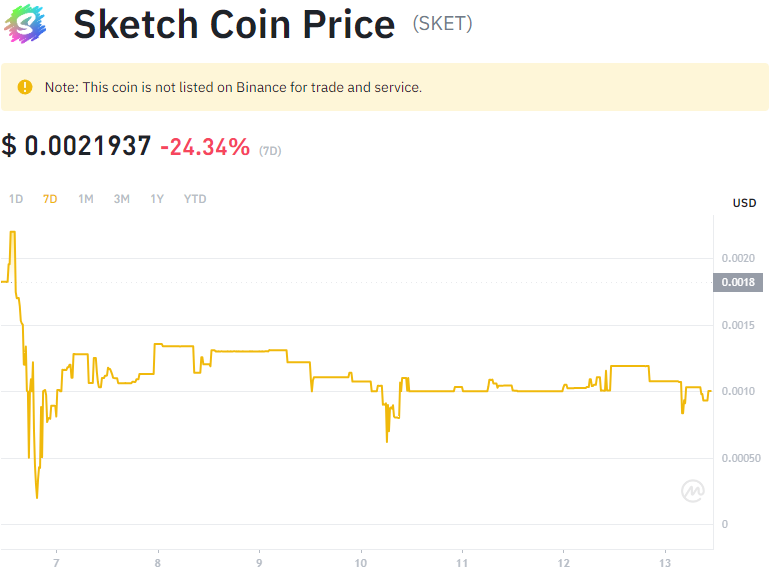 Sketch Coin Price (SKET)
Note: This coin is not listed on Binance for trade and service.
$ 0.0021937 -24.34% (7D)
1D 7D 1M 3M 1Y YTD
USD
0.0020
0.0018
0.0015
0.0010
0.00050
0
7 8 9 10 11 12 13